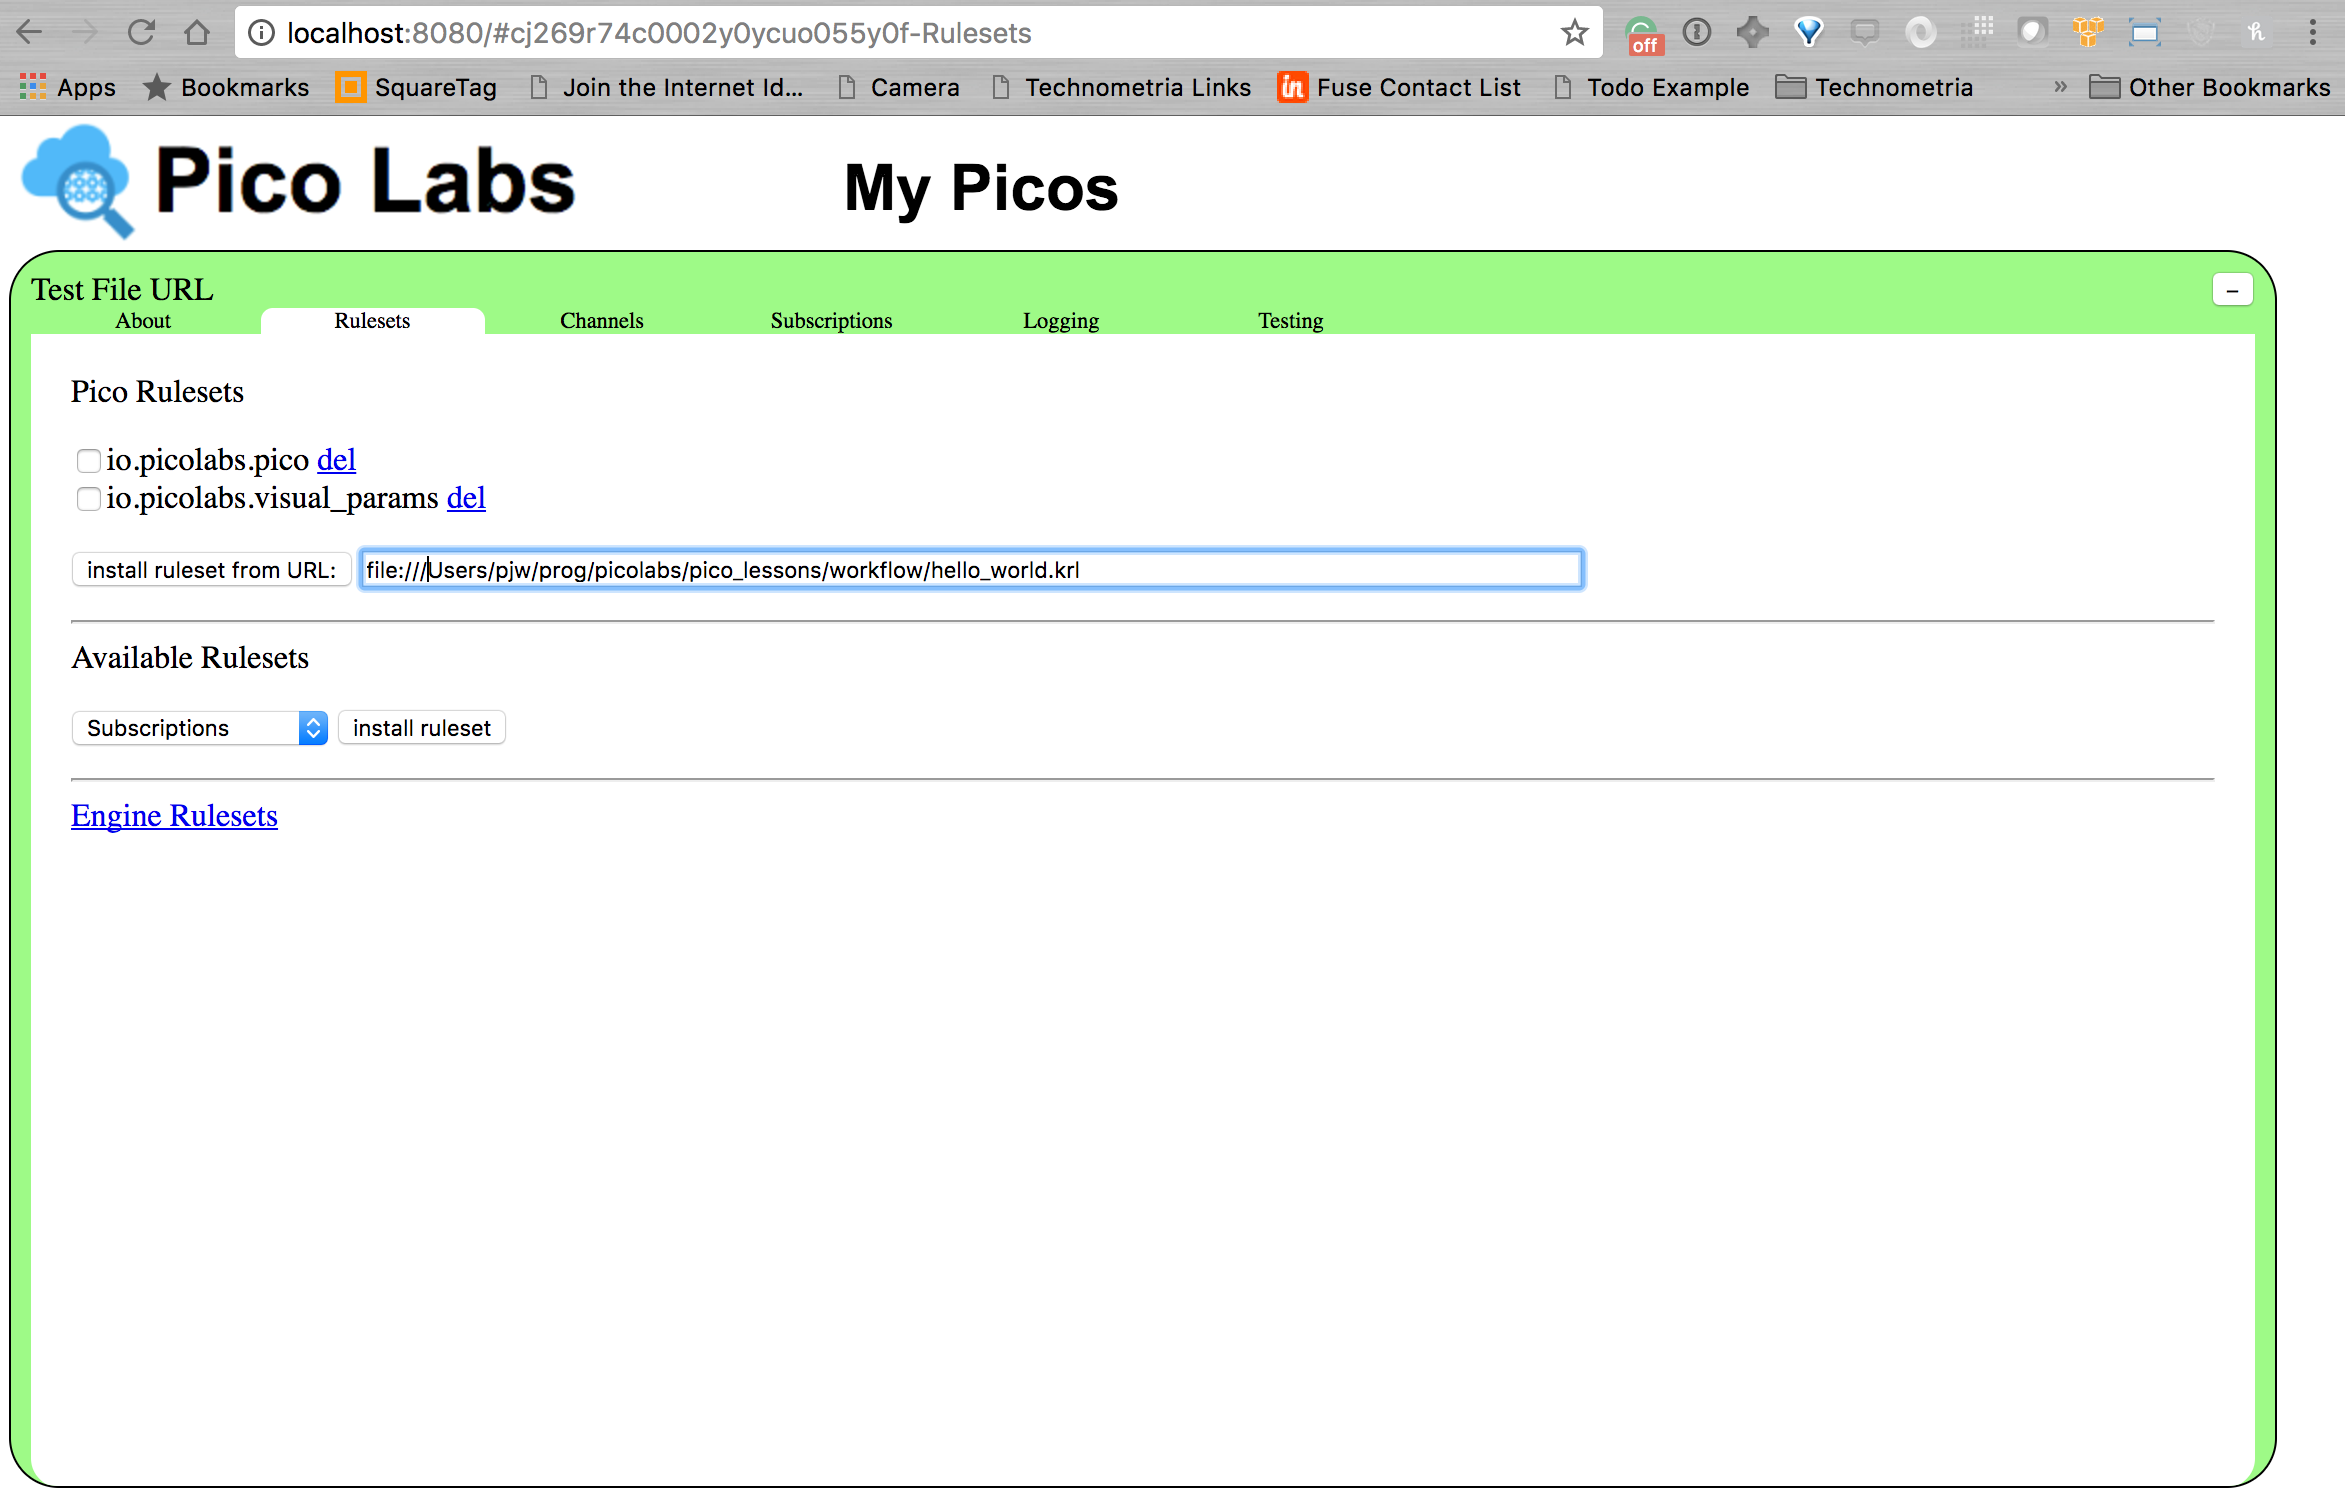 localhost:8080/#cj269r74c0002y0ycuo055y0f-Rulesets
off
Apps Bookmarks SquareTag Join the Internet Id... Camera Technometria Links in Fuse Contact List Todo Example Technometria » Other Bookmarks
Pico Labs My Picos
Test File URL
–
About Rulesets Channels Subscriptions Logging Testing
Pico Rulesets
io.picolabs.pico del
io.picolabs.visual_params del
install ruleset from URL: file:///Users/pjw/prog/picolabs/pico_lessons/workflow/hello_world.krl
Available Rulesets
Subscriptions install ruleset
Engine Rulesets